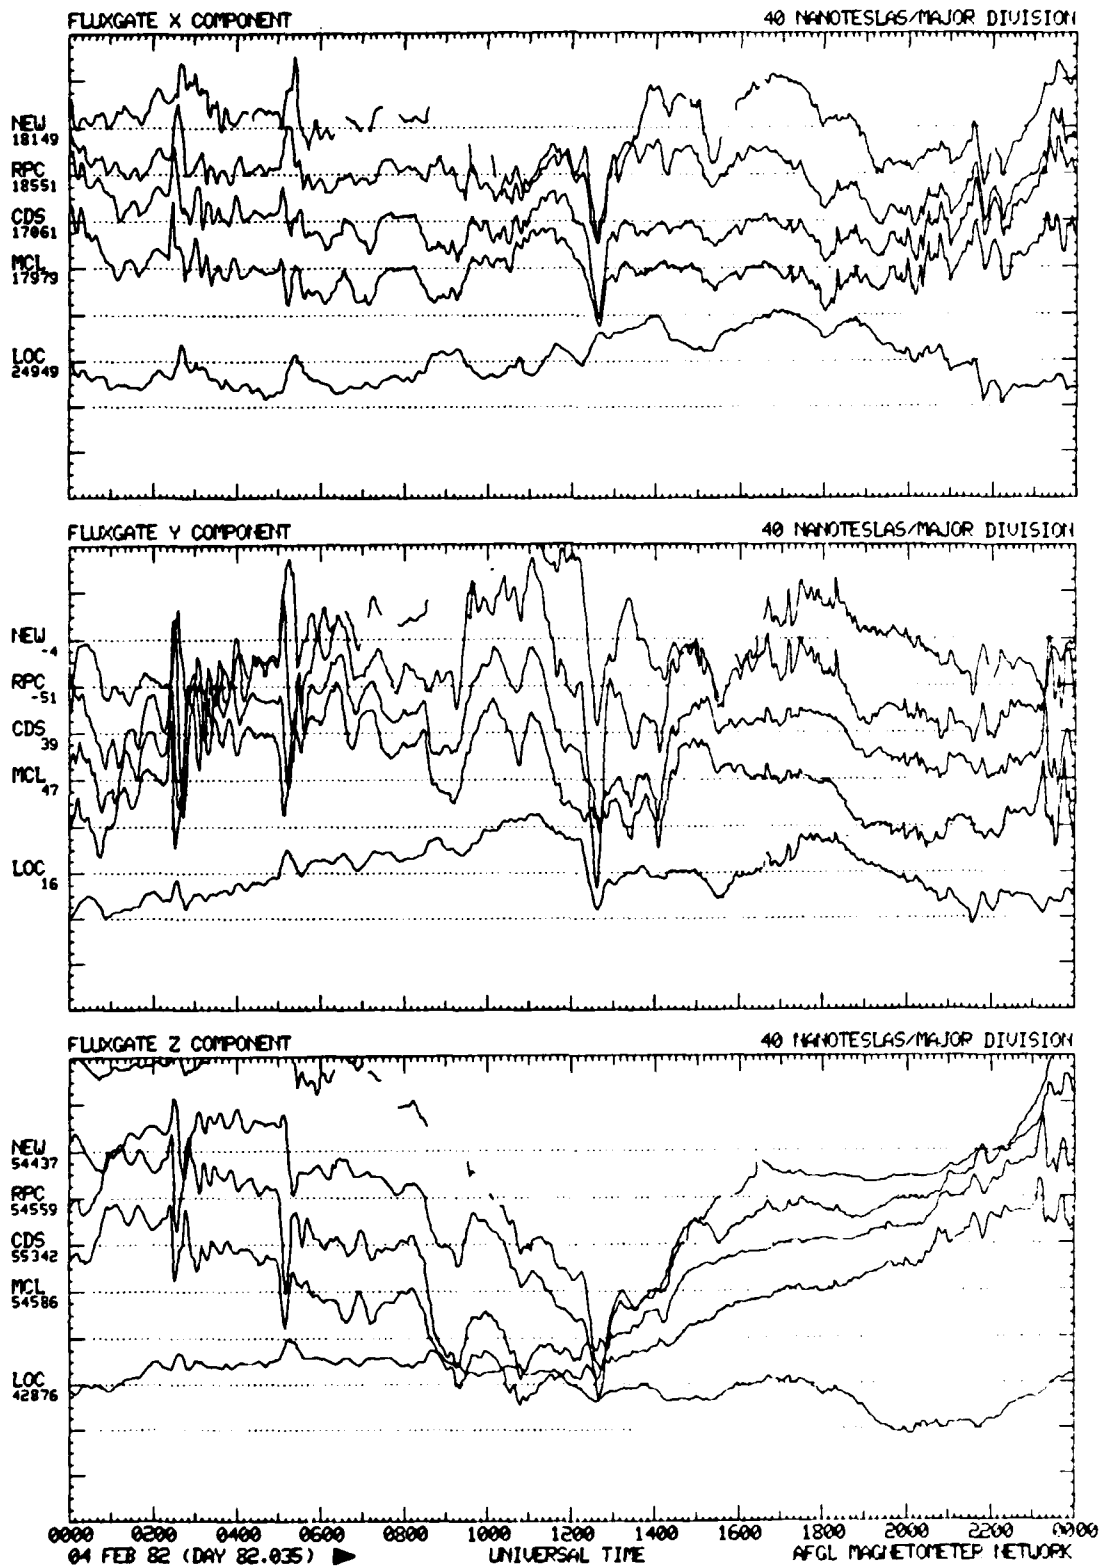 FLUXGATE X COMPONENT 40 NANOTESLAS/MAJOR DIVISION
NEW
18149
RPC
18551
CDS
17061
MCL
17979
LOC
24949
FLUXGATE Y COMPONENT 40 NANOTESLAS/MAJOR DIVISION
NEW
-4
RPC
-51
CDS
39
MCL
47
LOC
16
FLUXGATE Z COMPONENT 40 NANOTESLAS/MAJOR DIVISION
NEW
54437
RPC
54559
CDS
55342
MCL
54586
LOC
42876
0000 0200 0400 0600 0800 1000 1200 1400 1600 1800 2000 2200
04 FEB 82 (DAY 82.035) ► UNIVERSAL TIME AFGL MAGNETOMETER NETWORK